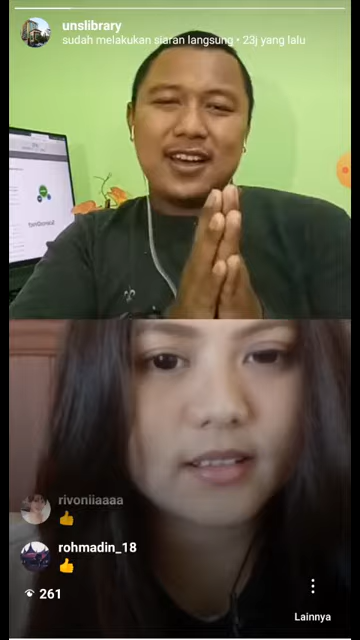 unslibrary
sudah melakukan siaran langsung • 23j yang lalu
rivoniiaaaa
👍
rohmadin_18
👍
261
Lainnya